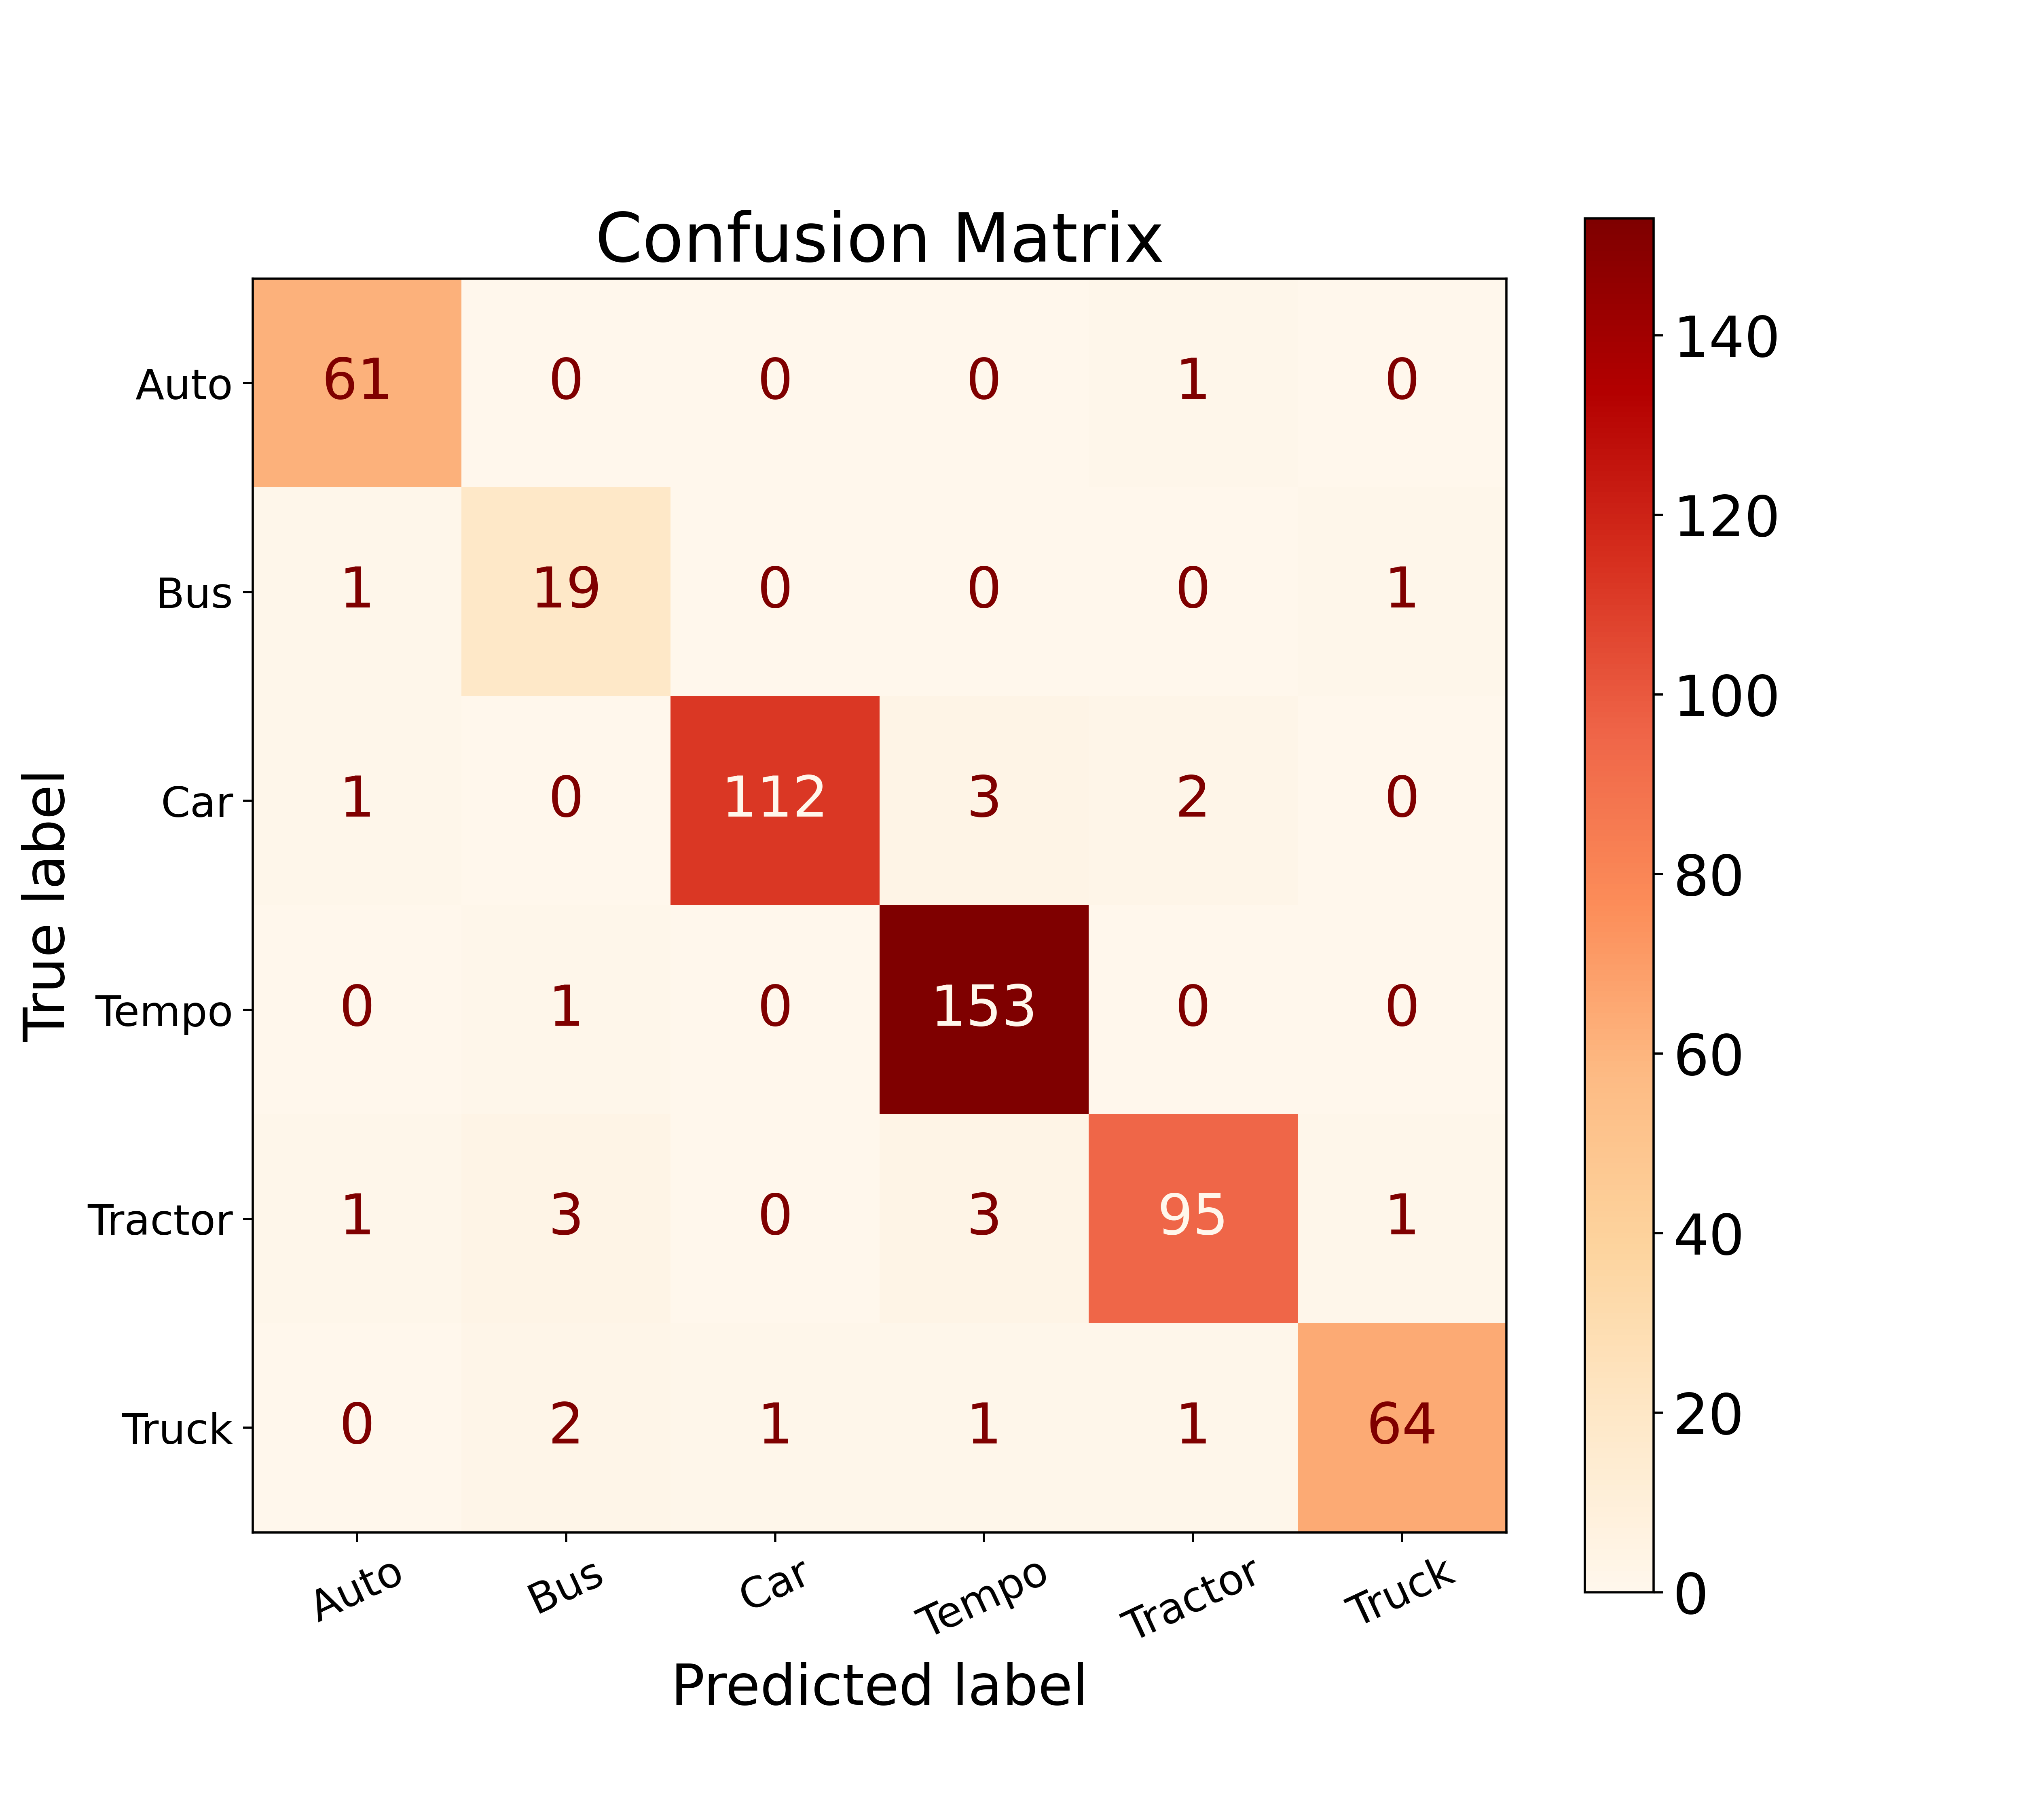 Confusion Matrix
True label
Auto 61 0 0 0 1 0
Bus 1 19 0 0 0 1
Car 1 0 112 3 2 0
Tempo 0 1 0 153 0 0
Tractor 1 3 0 3 95 1
Truck 0 2 1 1 1 64
Auto Bus Car Tempo Tractor Truck
Predicted label
140
120
100
80
60
40
20
0